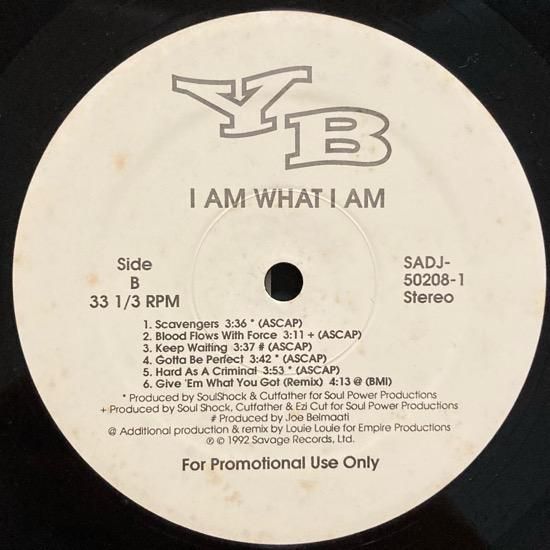 YB
I AM WHAT I AM
Side
B
33 1/3 RPM
SADJ-
50208-1
Stereo
1. Scavengers 3:36 * (ASCAP)
2. Blood Flows With Force 3:11 + (ASCAP)
3. Keep Waiting 3:37 # (ASCAP)
4. Gotta Be Perfect 3:42 * (ASCAP)
5. Hard As A Criminal 3:53 * (ASCAP)
6. Give 'Em What You Got (Remix) 4:13 @ (BMI)
* Produced by SoulShock & Cutfather for Soul Power Productions
+ Produced by Soul Shock, Cutfather & Ezi Cut for Soul Power Productions
# Produced by Joe Belmaati
@ Additional production & remix by Louie Louie for Empire Productions
℗ © 1992 Savage Records, Ltd.
For Promotional Use Only